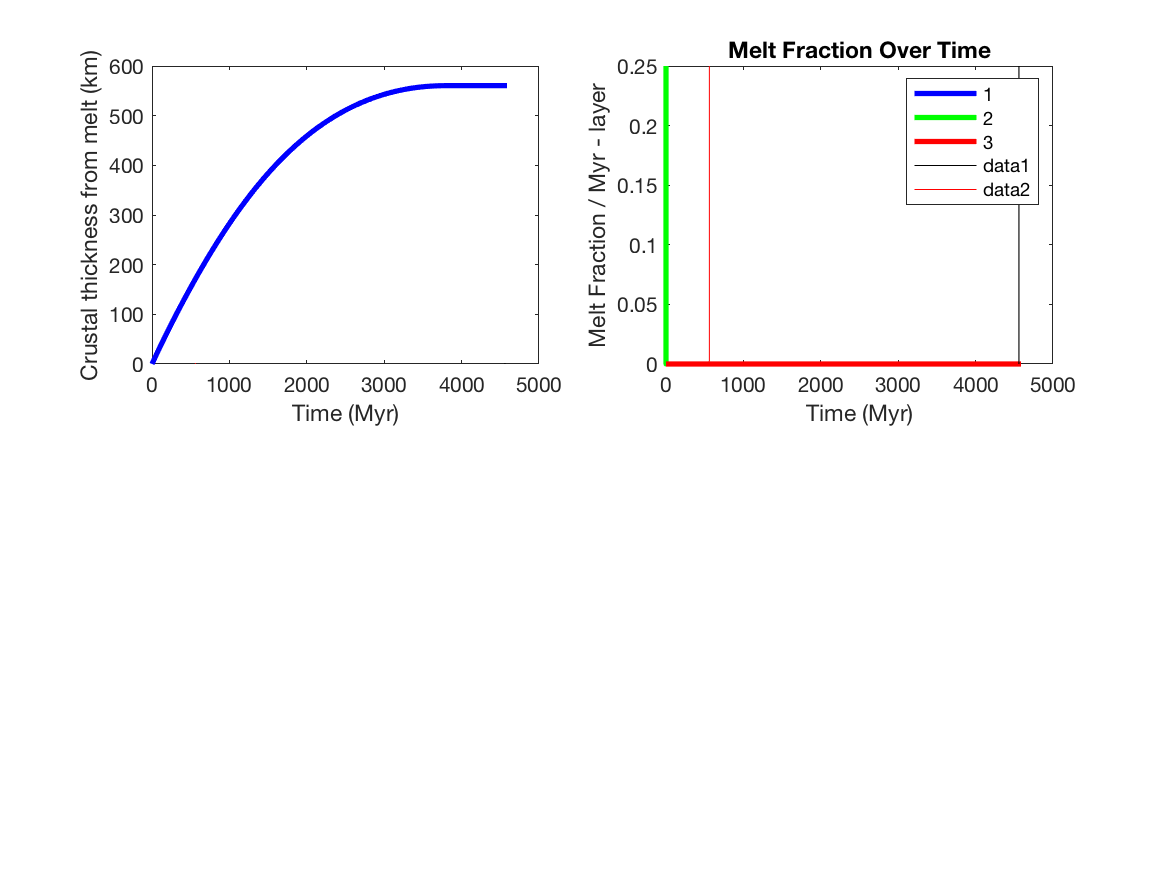 Crustal thickness from melt (km)
600
500
400
300
200
100
0
0 1000 2000 3000 4000 5000
Time (Myr)
Melt Fraction Over Time
Melt Fraction / Myr - layer
0.25
0.2
0.15
0.1
0.05
0
0 1000 2000 3000 4000 5000
Time (Myr)
1
2
3
data1
data2